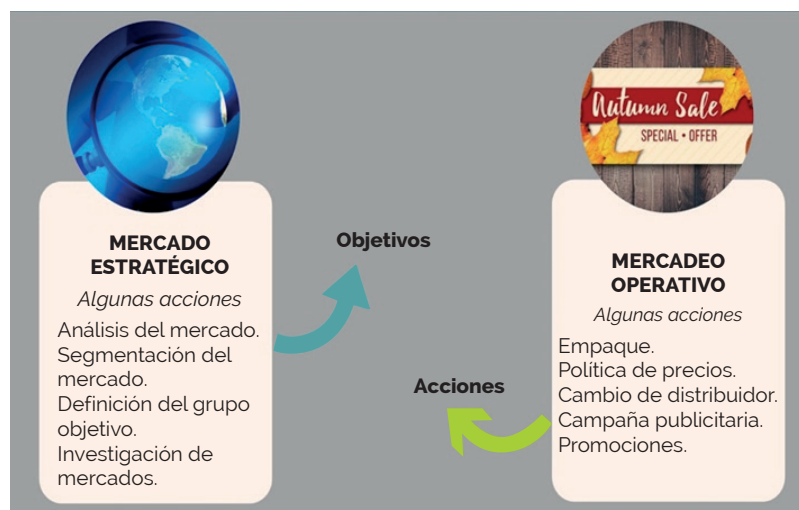 MERCADO
ESTRATÉGICO
Algunas acciones
Análisis del mercado.
Segmentación del
mercado.
Definición del grupo
objetivo.
Investigación de
mercados.
Objetivos
Acciones
Autumn Sale
SPECIAL • OFFER
MERCADEO
OPERATIVO
Algunas acciones
Empaque.
Política de precios.
Cambio de distribuidor.
Campaña publicitaria.
Promociones.